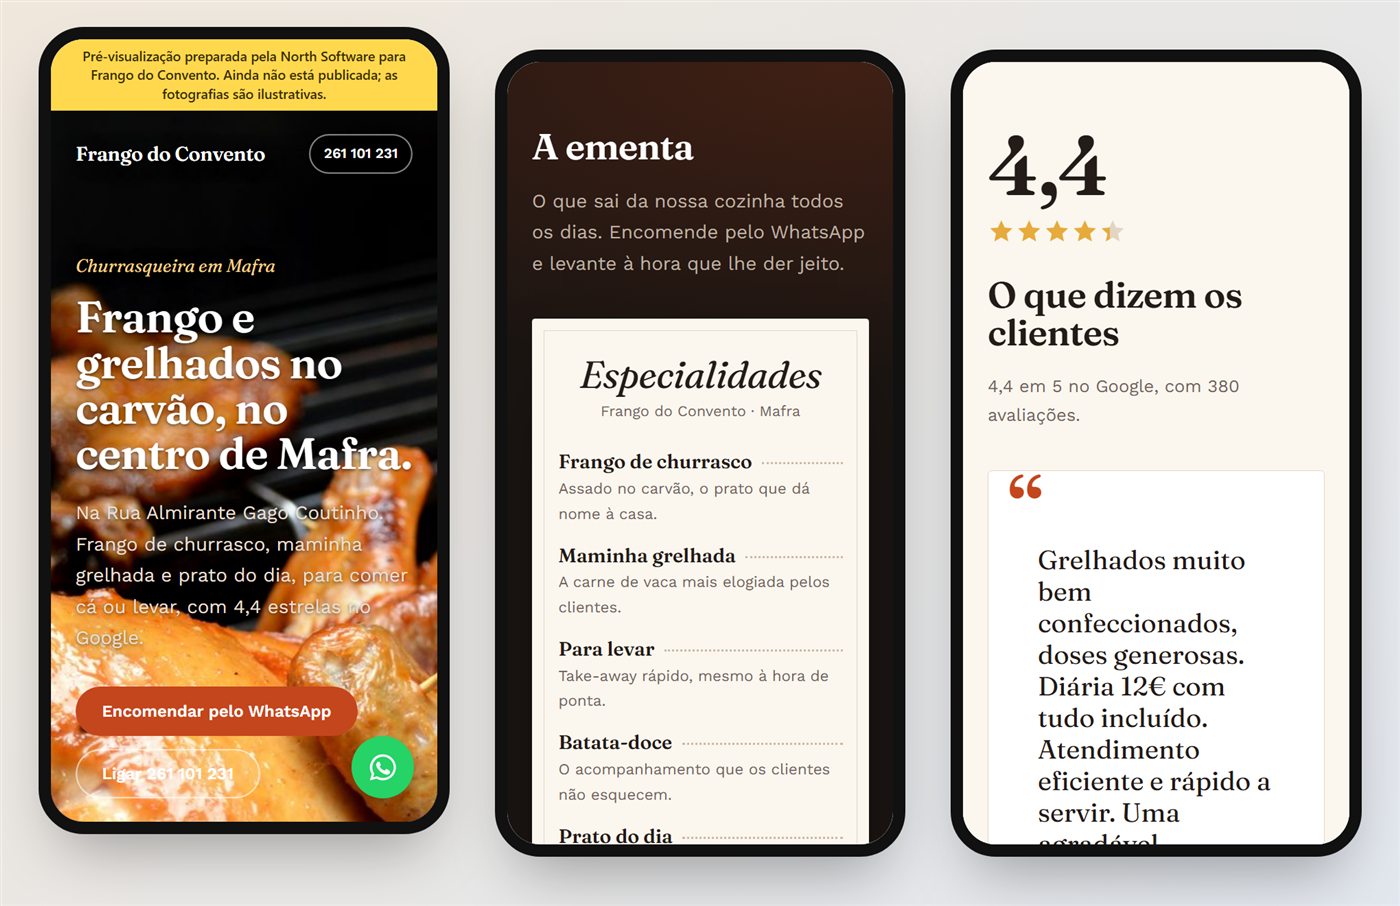 Pré-visualização preparada pela North Software para
Frango do Convento. Ainda não está publicada; as
fotografias são ilustrativas.
Frango do Convento
261 101 231
Churrasqueira em Mafra
Frango e
grelhados no
carvão, no
centro de Mafra.
Na Rua Almirante Gago Coutinho.
Frango de churrasco, maminha
grelhada e prato do dia, para comer
cá ou levar, com 4,4 estrelas no
Google.
Encomendar pelo WhatsApp
Ligar 261 101 231
A ementa
O que sai da nossa cozinha todos
os dias. Encomende pelo WhatsApp
e levante à hora que lhe der jeito.
Especialidades
Frango do Convento · Mafra
Frango de churrasco
Assado no carvão, o prato que dá
nome à casa.
Maminha grelhada
A carne de vaca mais elogiada pelos
clientes.
Para levar
Take-away rápido, mesmo à hora de
ponta.
Batata-doce
O acompanhamento que os clientes
não esquecem.
Prato do dia
4,4
O que dizem os
clientes
4,4 em 5 no Google, com 380
avaliações.
“
Grelhados muito
bem
confeccionados,
doses generosas.
Diária 12€ com
tudo incluído.
Atendimento
eficiente e rápido a
servir. Uma
agradável